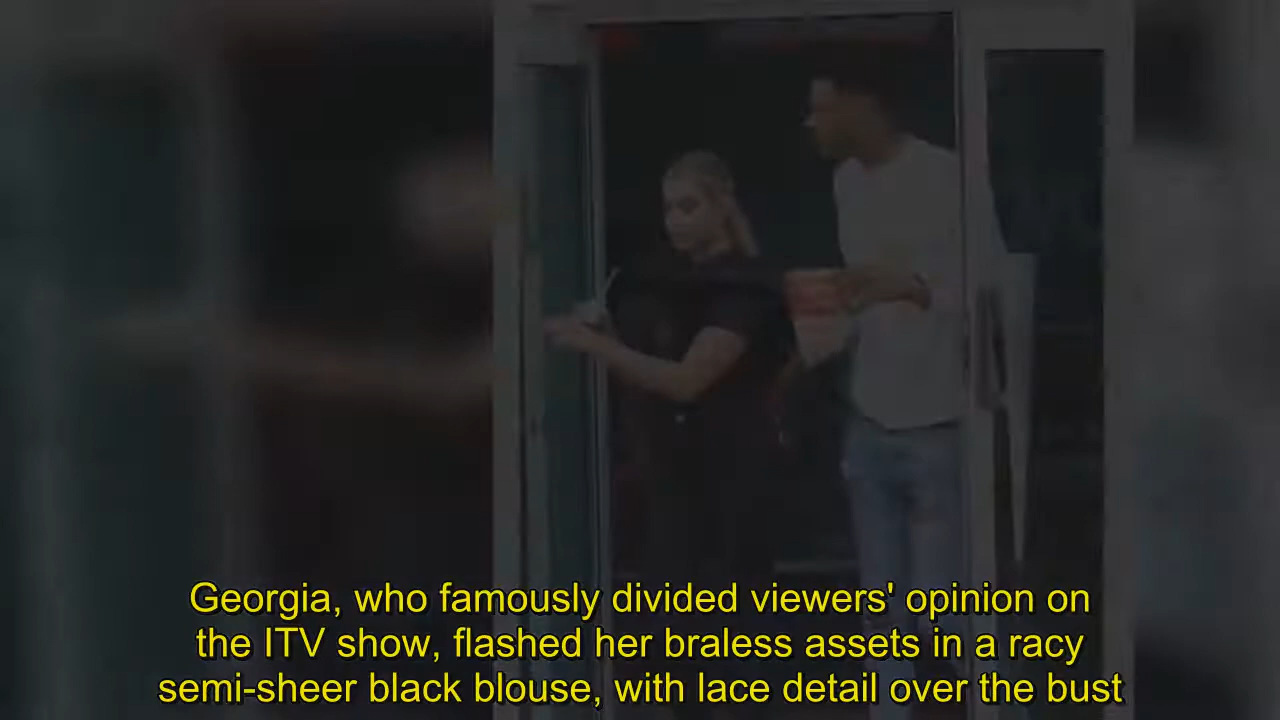 Georgia, who famously divided viewers' opinion on
the ITV show, flashed her braless assets in a racy
semi-sheer black blouse, with lace detail over the bust